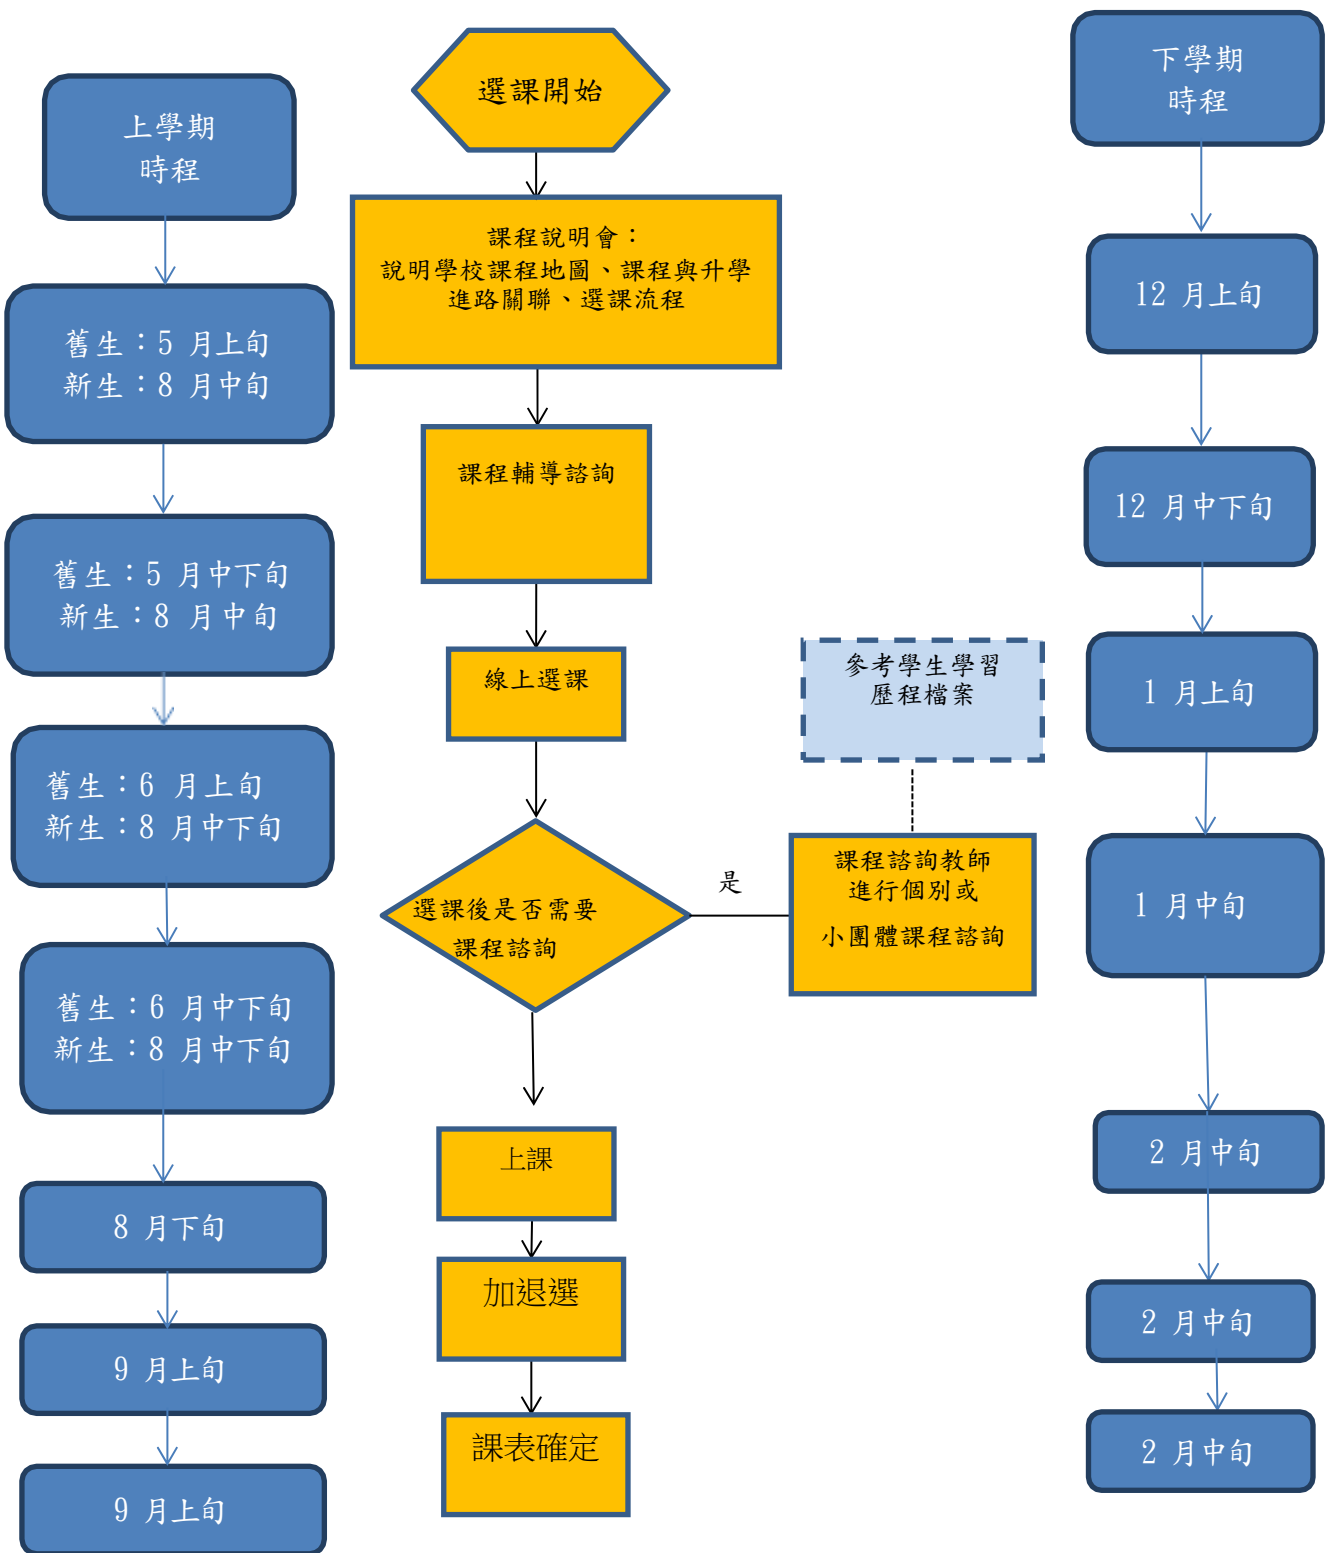 上學期
時程
舊生：5 月上旬
新生：8 月中旬
舊生：5 月中下旬
新生：8 月中旬
舊生：6 月上旬
新生：8 月中下旬
舊生：6 月中下旬
新生：8 月中下旬
8 月下旬
9 月上旬
9 月上旬
選課開始
課程說明會：
說明學校課程地圖、課程與升學
進路關聯、選課流程
課程輔導諮詢
線上選課
選課後是否需要
課程諮詢
是
參考學生學習
歷程檔案
課程諮詢教師
進行個別或
小團體課程諮詢
上課
加退選
課表確定
下學期
時程
12 月上旬
12 月中下旬
1 月上旬
1 月中旬
2 月中旬
2 月中旬
2 月中旬